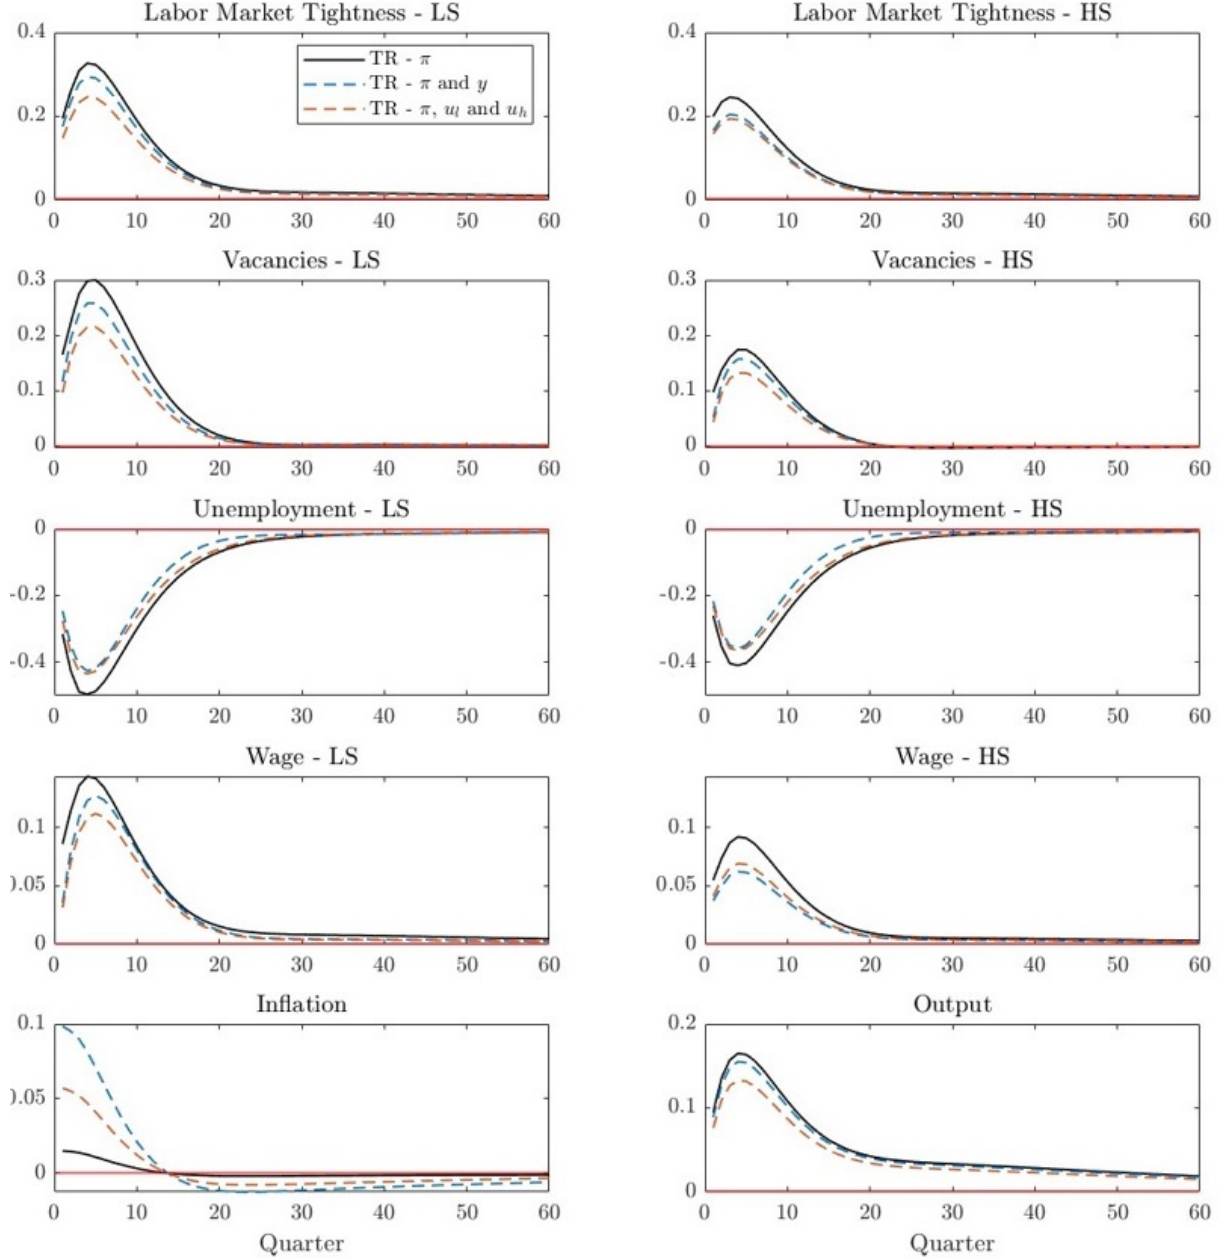 Labor Market Tightness - LS
0.4
0.2
0
0 10 20 30 40 50 60
TR - π
TR - π and y
TR - π, u_l and u_h
Labor Market Tightness - HS
0.4
0.2
0
0 10 20 30 40 50 60
Vacancies - LS
0.3
0.2
0.1
0
0 10 20 30 40 50 60
Vacancies - HS
0.3
0.2
0.1
0
0 10 20 30 40 50 60
Unemployment - LS
0
-0.2
-0.4
0 10 20 30 40 50 60
Unemployment - HS
0
-0.2
-0.4
0 10 20 30 40 50 60
Wage - LS
0.1
0.05
0
0 10 20 30 40 50 60
Wage - HS
0.1
0.05
0
0 10 20 30 40 50 60
Inflation
0.1
0.05
0
0 10 20 30 40 50 60
Quarter
Output
0.2
0.1
0
0 10 20 30 40 50 60
Quarter